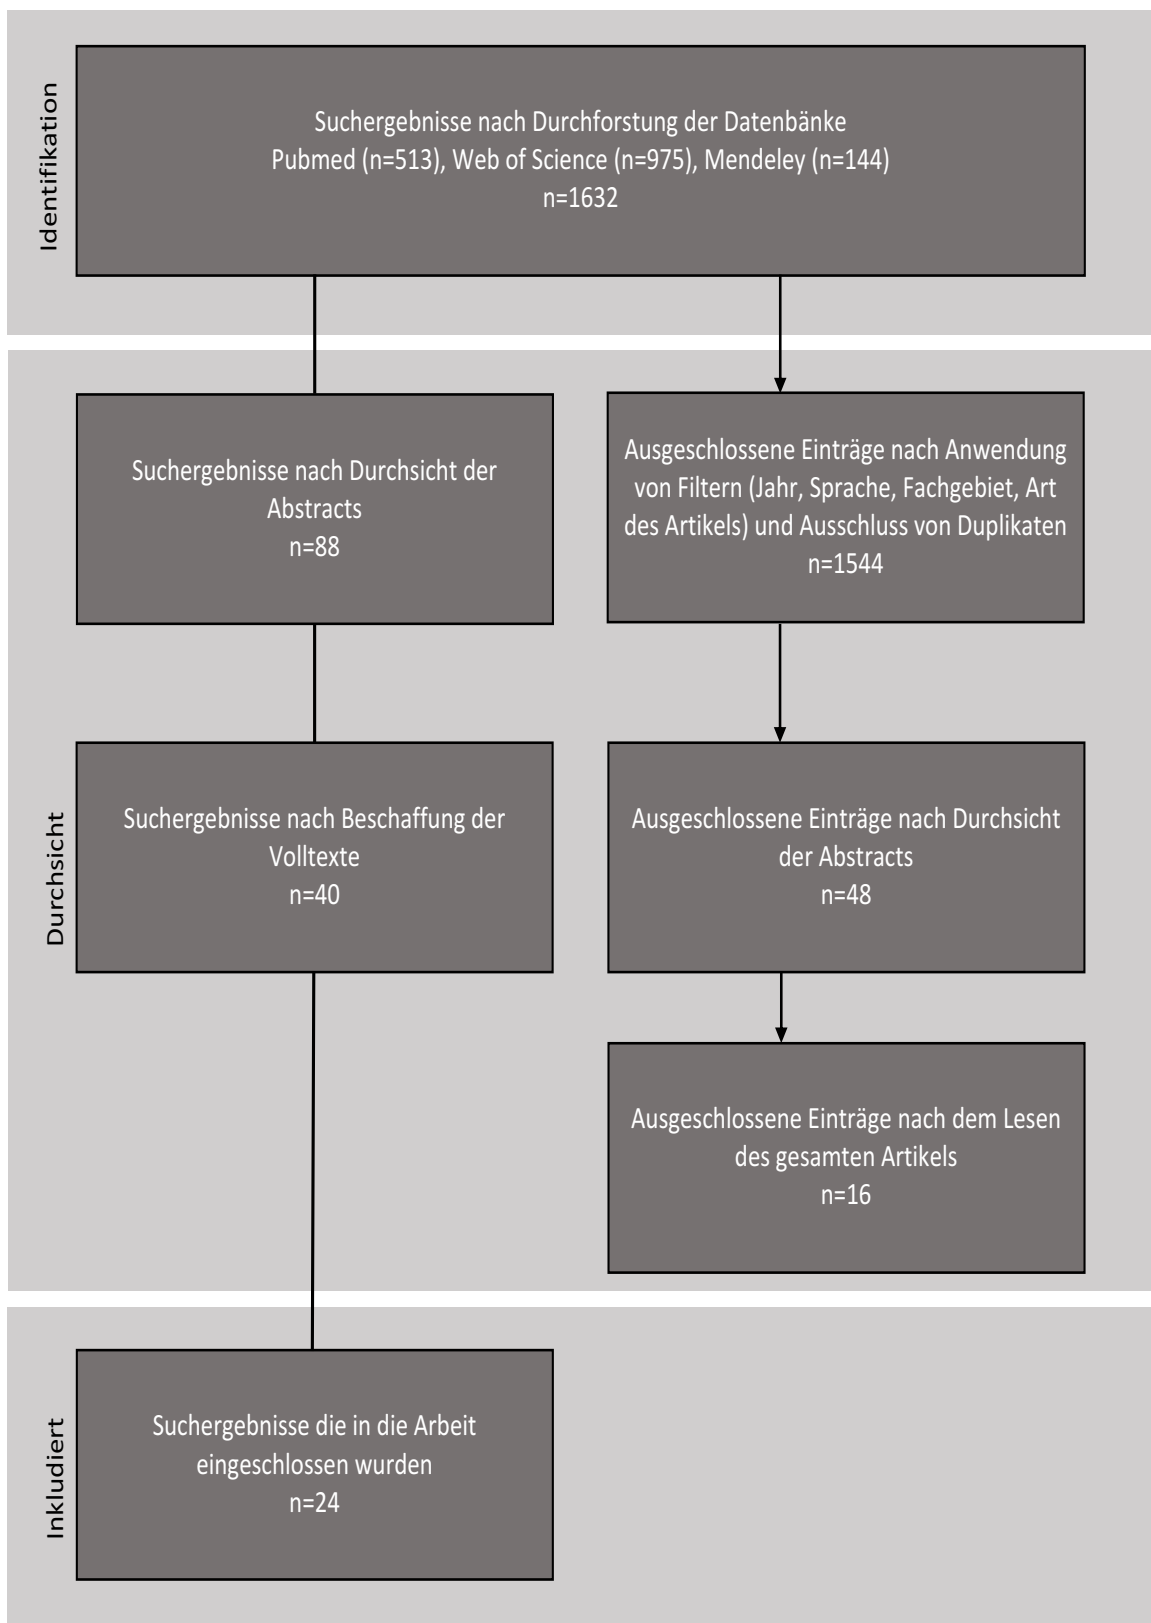 Identifikation
Suchergebnisse nach Durchforstung der Datenbänke
Pubmed (n=513), Web of Science (n=975), Mendeley (n=144)
n=1632
Durchsicht
Suchergebnisse nach Durchsicht der
Abstracts
n=88
Ausgeschlossene Einträge nach Anwendung
von Filtern (Jahr, Sprache, Fachgebiet, Art
des Artikels) und Ausschluss von Duplikaten
n=1544
Suchergebnisse nach Beschaffung der
Volltexte
n=40
Ausgeschlossene Einträge nach Durchsicht
der Abstracts
n=48
Ausgeschlossene Einträge nach dem Lesen
des gesamten Artikels
n=16
Inkludiert
Suchergebnisse die in die Arbeit
eingeschlossen wurden
n=24